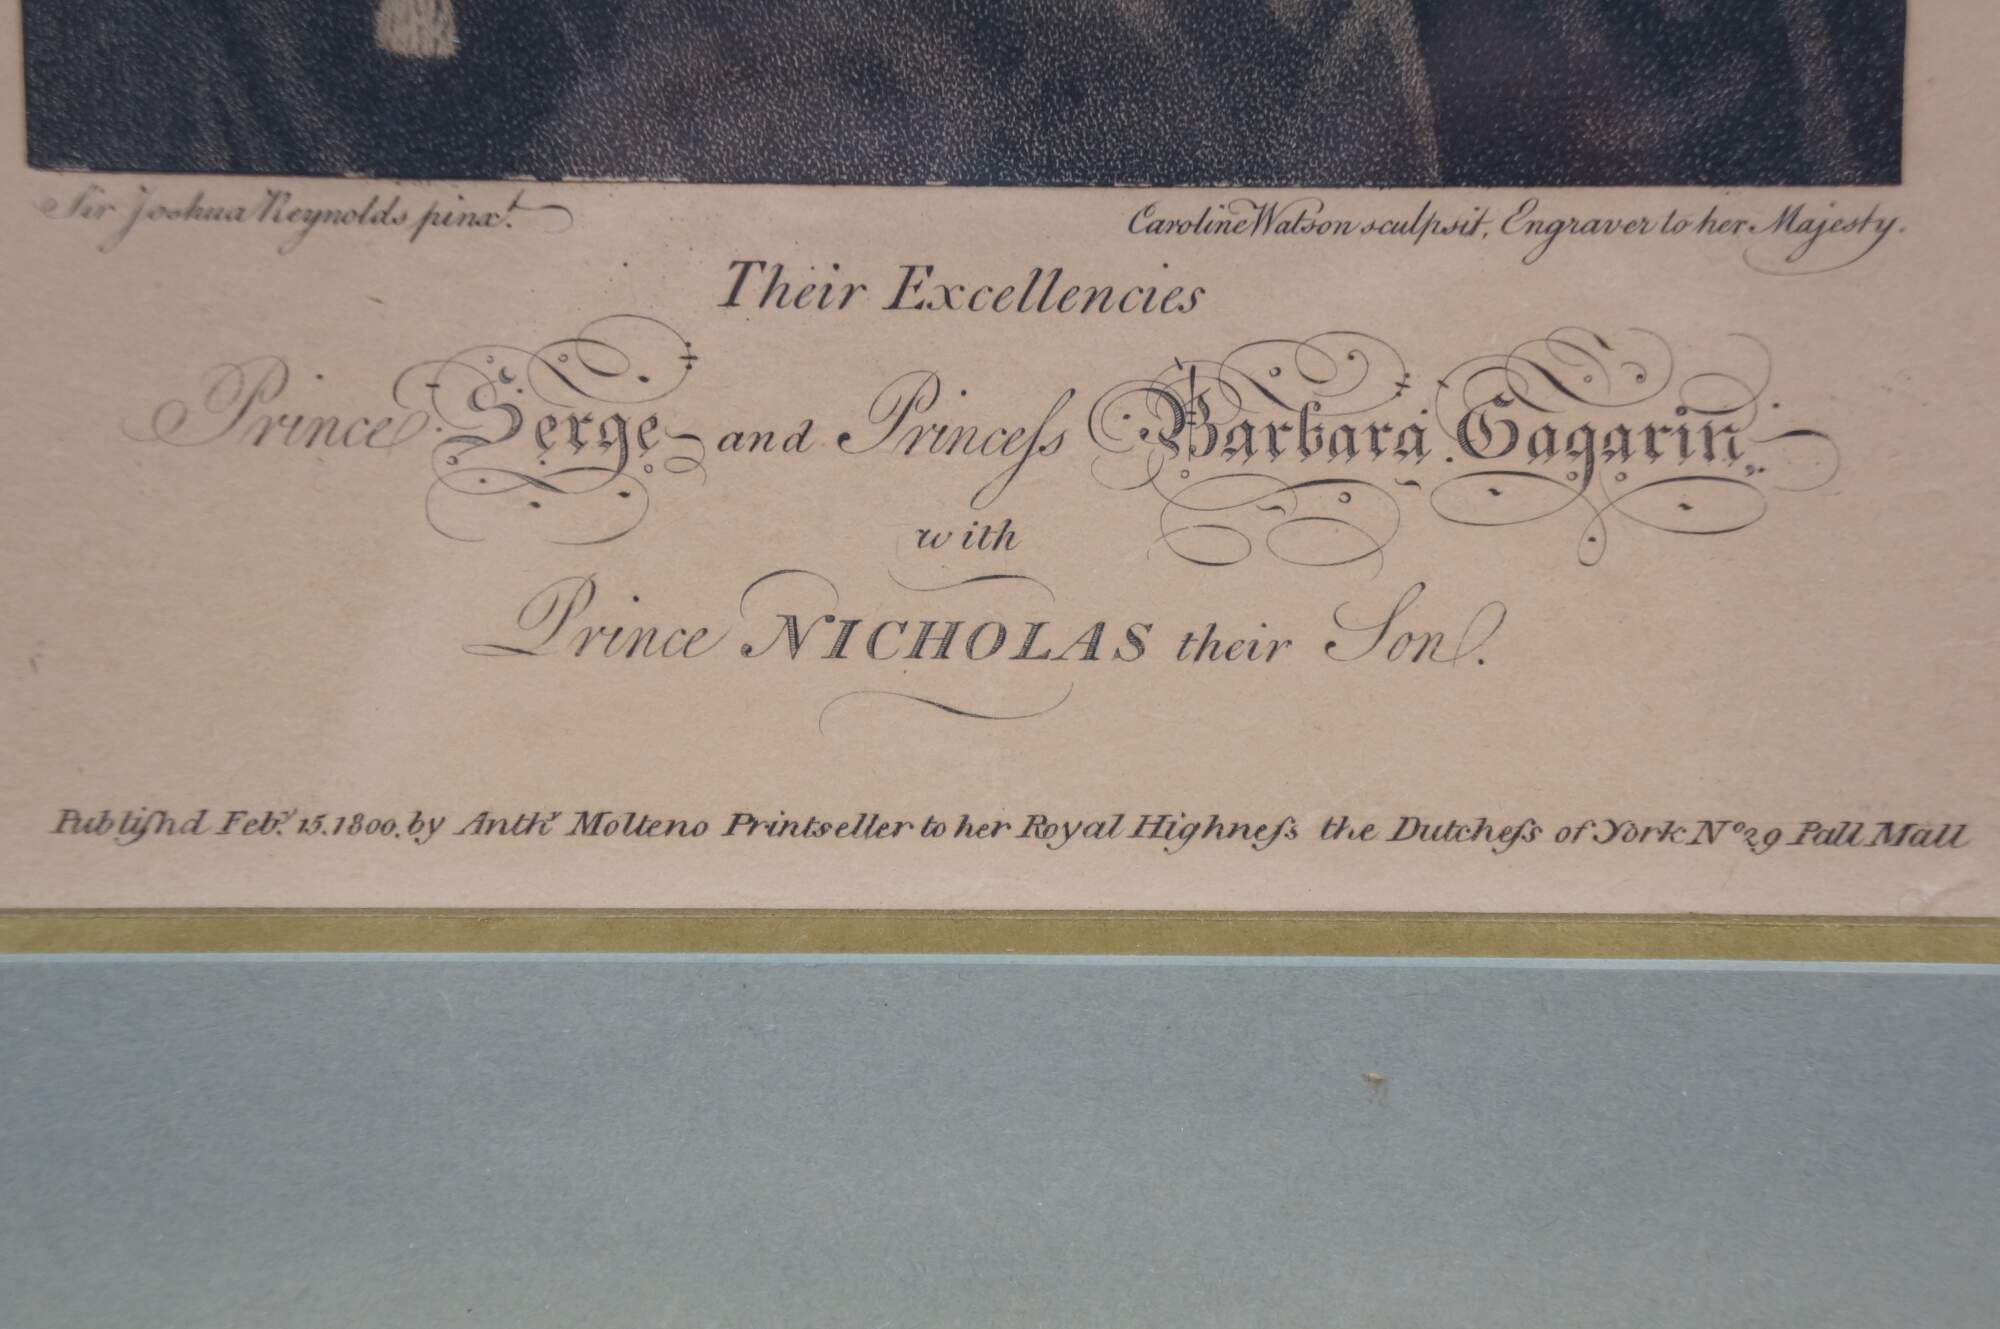 Sir Joshua Reynolds pinx.t
Caroline Watson sculpsit, Engraver to her Majesty.
Their Excellencies
Prince Serge and Princeſs Barbara Gagarin
with
Prince NICHOLAS their Son.
Publiſhd Feb.y 15. 1800. by Anth.y Molteno Printseller to her Royal Highneſs the Dutcheſs of York No 29 Pall Mall